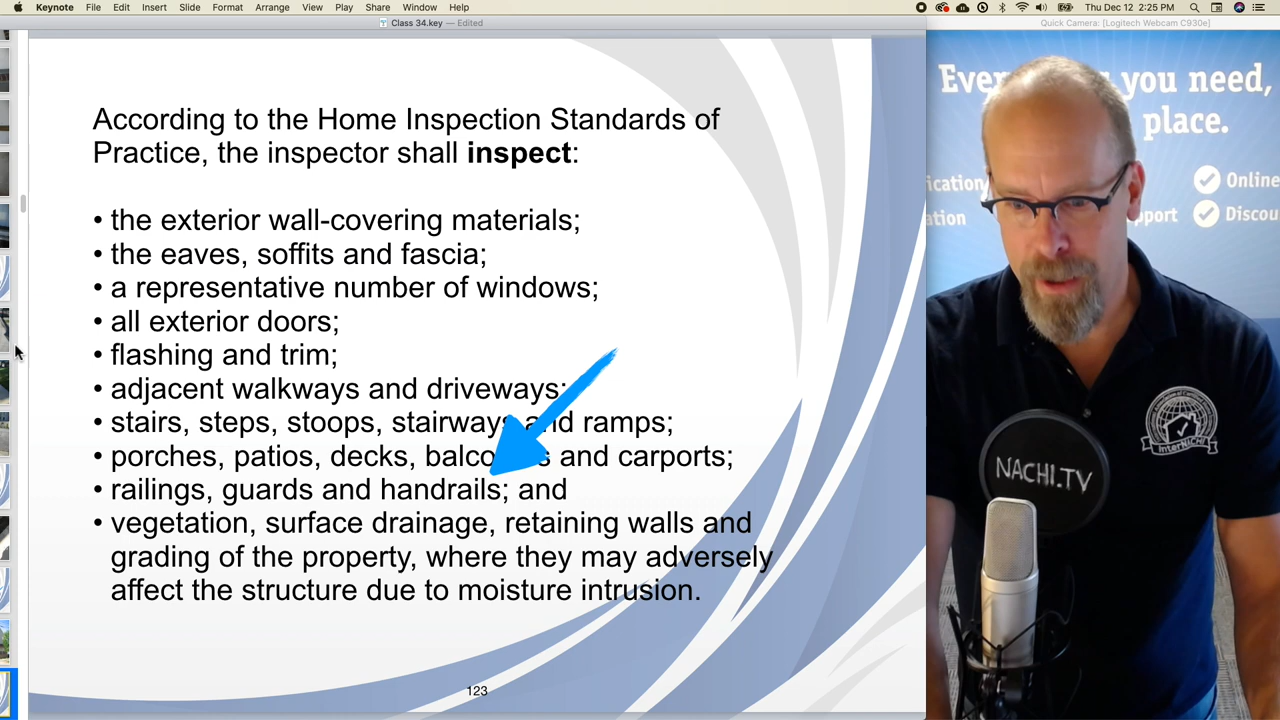 Keynote File Edit Insert Slide Format Arrange View Play Share Window Help Thu Dec 12 2:25 PM
Class 34.key — Edited
Quick Camera: [Logitech Webcam C930e]
According to the Home Inspection Standards of
Practice, the inspector shall inspect:
• the exterior wall-covering materials;
• the eaves, soffits and fascia;
• a representative number of windows;
• all exterior doors;
• flashing and trim;
• adjacent walkways and driveways;
• stairs, steps, stoops, stairways and ramps;
• porches, patios, decks, and carports;
• railings, guards and handrails; and
• vegetation, surface drainage, retaining walls and
grading of the property, where they may adversely
affect the structure due to moisture intrusion.
123
you need,
place.
Online
InterNACHI
NACHI.TV